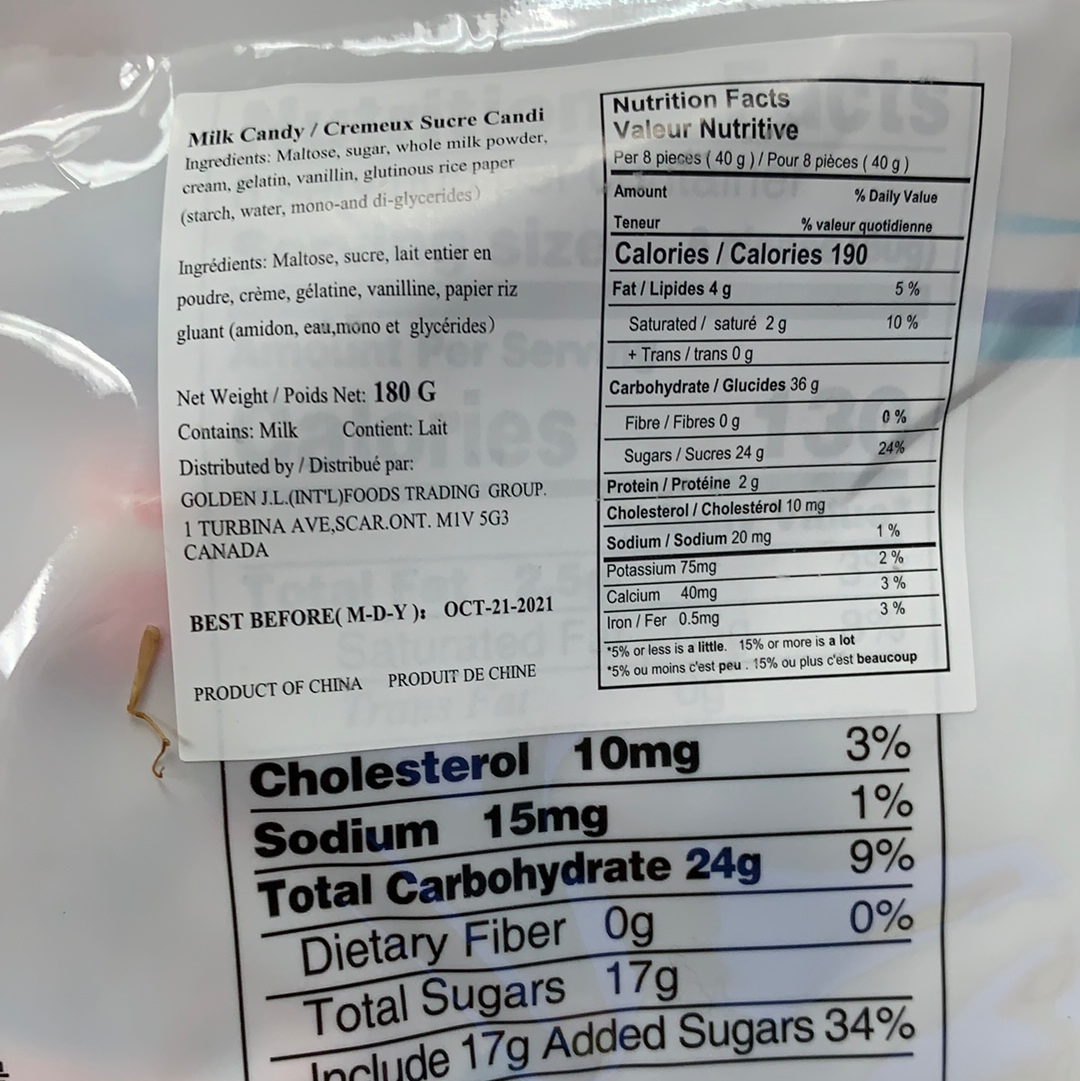 Milk Candy / Cremeux Sucre Candi
Ingredients: Maltose, sugar, whole milk powder,
cream, gelatin, vanillin, glutinous rice paper
(starch, water, mono-and di-glycerides)
Ingrédients: Maltose, sucre, lait entier en
poudre, crème, gélatine, vanilline, papier riz
gluant (amidon, eau,mono et glycérides)
Net Weight / Poids Net: 180 G
Contains: Milk Contient: Lait
Distributed by / Distribué par:
GOLDEN J.L.(INT'L)FOODS TRADING GROUP.
1 TURBINA AVE,SCAR.ONT. M1V 5G3
CANADA
BEST BEFORE( M-D-Y ): OCT-21-2021
PRODUCT OF CHINA PRODUIT DE CHINE
Nutrition Facts
Valeur Nutritive
Per 8 pieces ( 40 g ) / Pour 8 pièces ( 40 g )
Amount % Daily Value
Teneur % valeur quotidienne
Calories / Calories 190
Fat / Lipides 4 g 5 %
Saturated / saturé 2 g 10 %
+ Trans / trans 0 g
Carbohydrate / Glucides 36 g
Fibre / Fibres 0 g 0 %
Sugars / Sucres 24 g 24%
Protein / Protéine 2 g
Cholesterol / Cholestérol 10 mg
Sodium / Sodium 20 mg 1 %
Potassium 75mg 2 %
Calcium 40mg 3 %
Iron / Fer 0.5mg 3 %
*5% or less is a little. 15% or more is a lot
*5% ou moins c'est peu . 15% ou plus c'est beaucoup
Cholesterol 10mg 3%
Sodium 15mg 1%
Total Carbohydrate 24g 9%
Dietary Fiber 0g 0%
Total Sugars 17g
Include 17g Added Sugars 34%